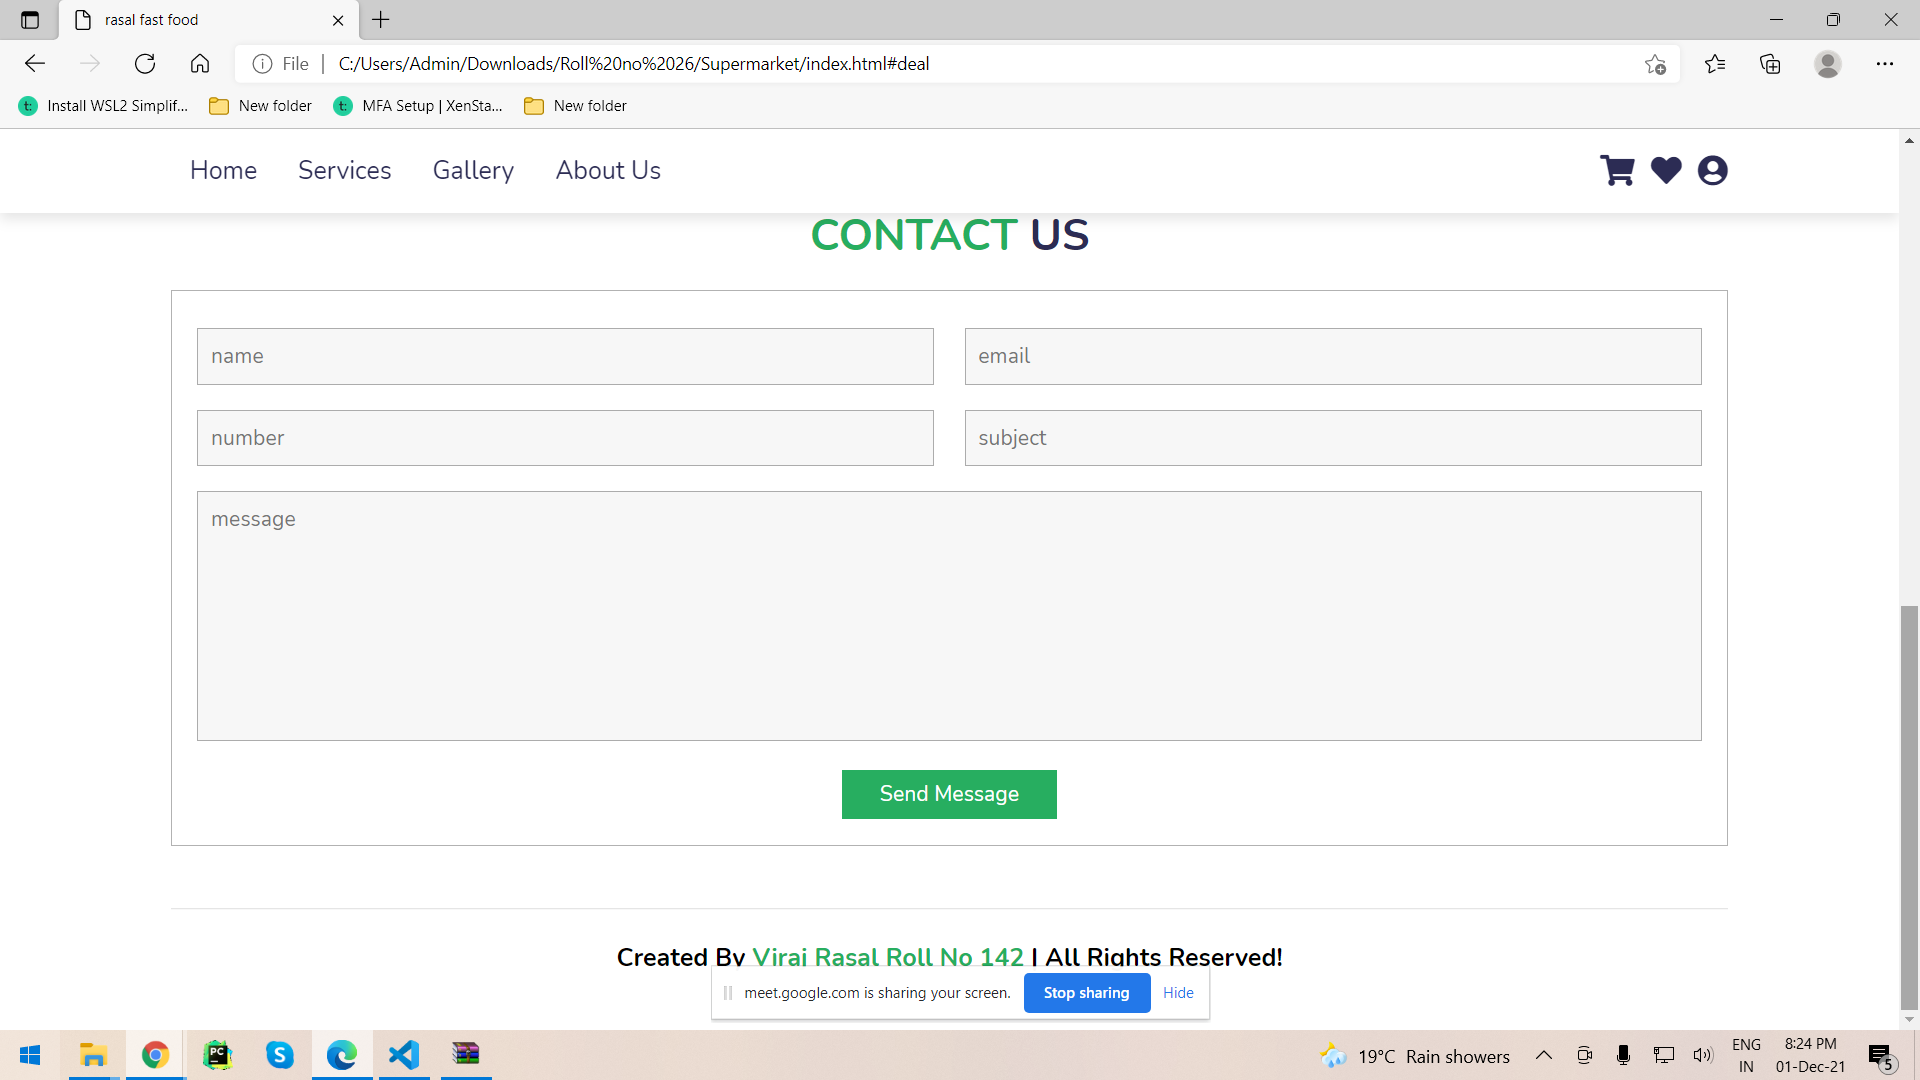 rasal fast food
File
C:/Users/Admin/Downloads/Roll%20no%2026/Supermarket/index.html#deal
t: Install WSL2 Simplif...
New folder
t: MFA Setup | XenSta...
New folder
Home Services Gallery About Us
CONTACT US
name email
number subject
message
Send Message
Created By Viraj Rasal Roll No 142 | All Rights Reserved!
meet.google.com is sharing your screen. Stop sharing Hide
PC
S
19°C Rain showers
ENG
IN
8:24 PM
01-Dec-21
5